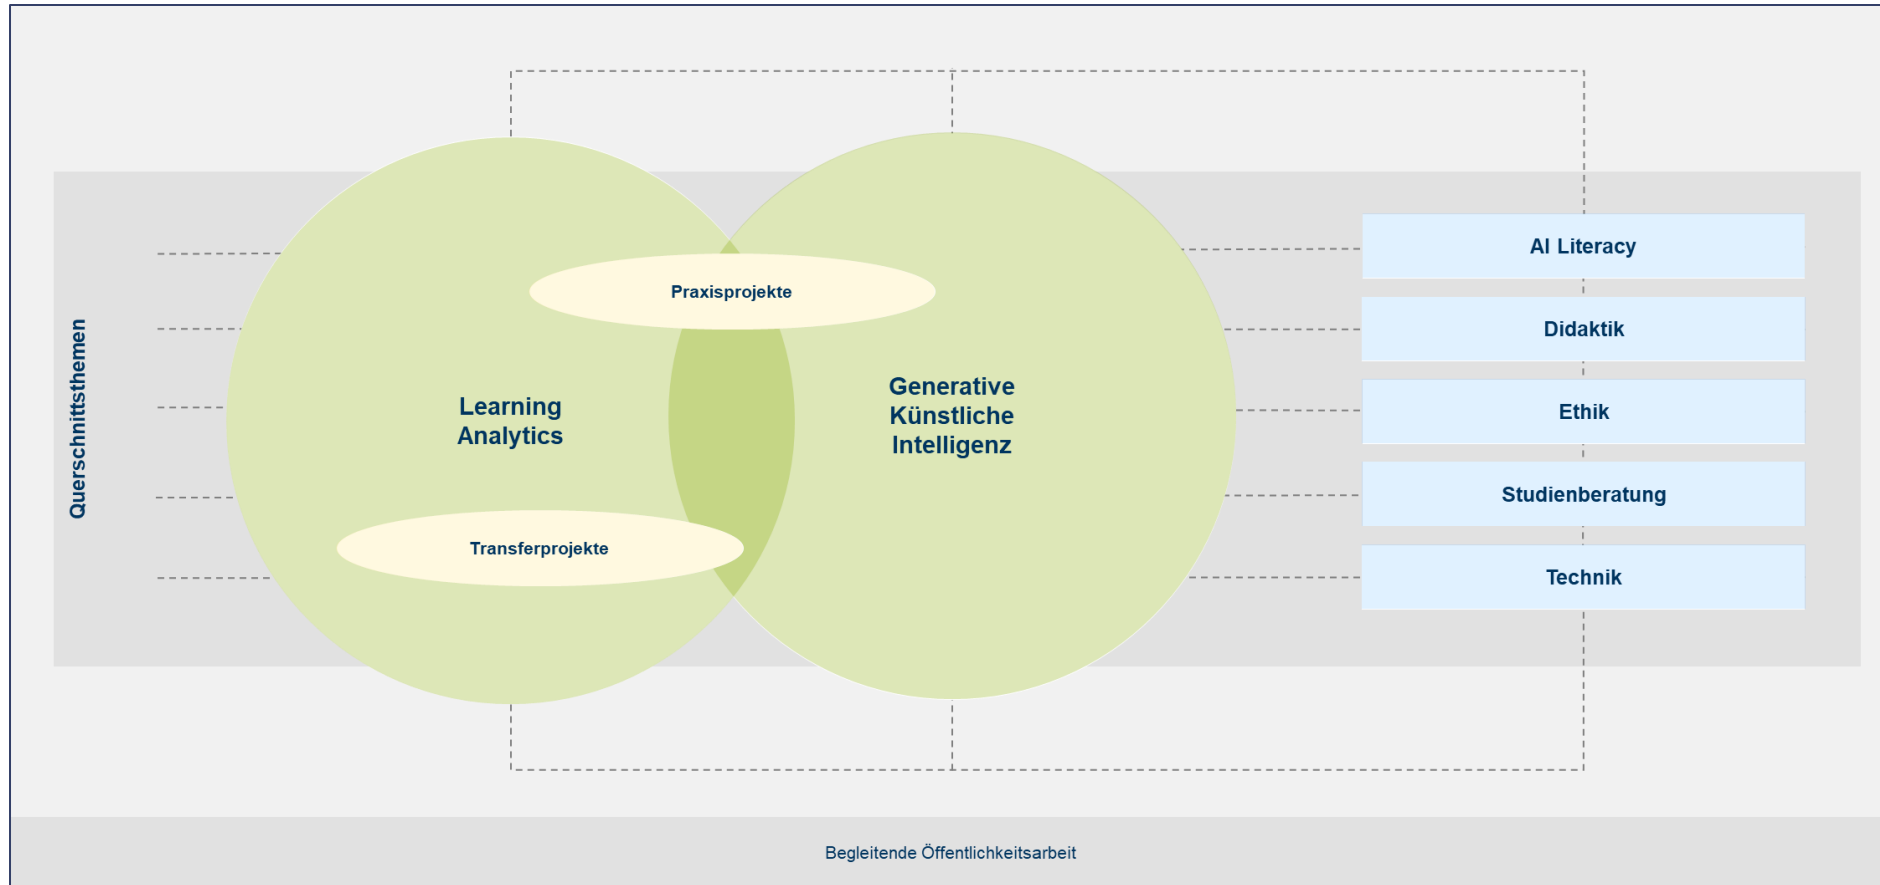 Querschnittsthemen
Learning
Analytics
Praxisprojekte
Transferprojekte
Generative
Künstliche
Intelligenz
AI Literacy
Didaktik
Ethik
Studienberatung
Technik
Begleitende Öffentlichkeitsarbeit